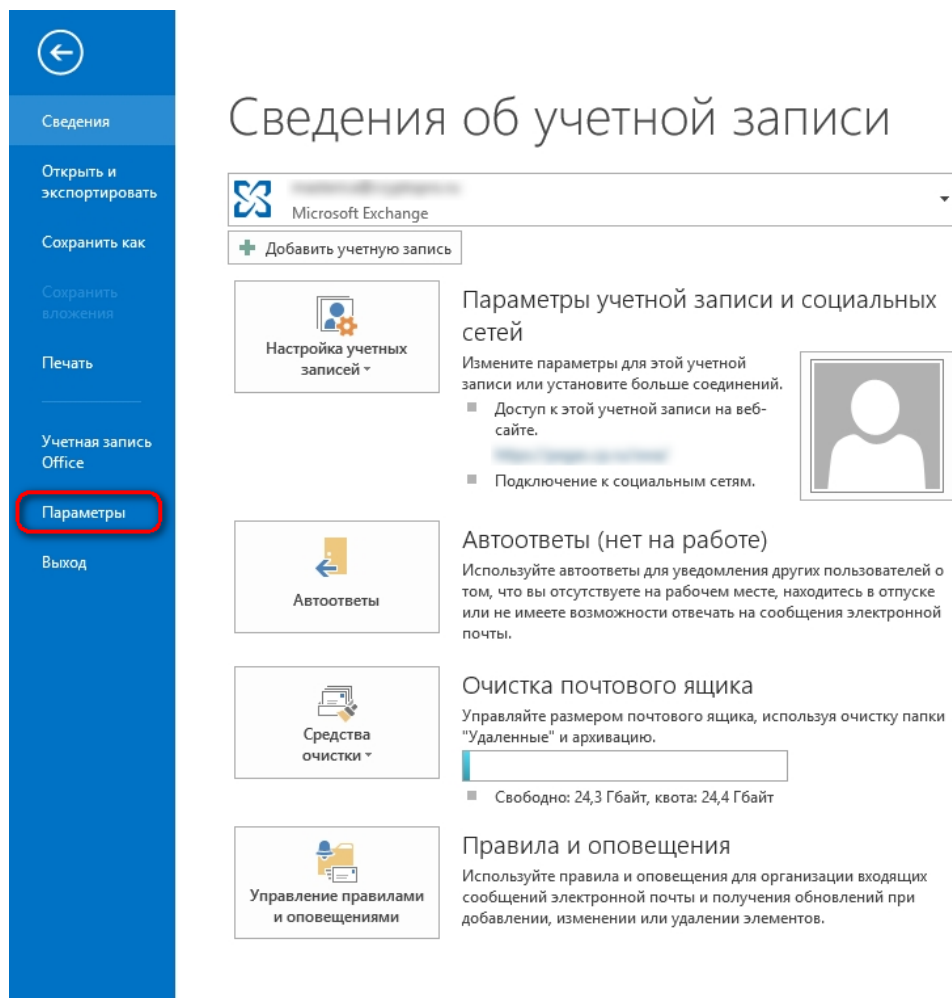 Сведения
Открыть и
экспортировать
Сохранить как
Сохранить
вложения
Печать
Учетная запись
Office
Параметры
Выход
Сведения об учетной записи
Microsoft Exchange
Добавить учетную запись
Настройка учетных
записей
Параметры учетной записи и социальных
сетей
Измените параметры для этой учетной
записи или установите больше соединений.
Доступ к этой учетной записи на веб-
сайте.
Подключение к социальным сетям.
Автоответы
Автоответы (нет на работе)
Используйте автоответы для уведомления других пользователей о
том, что вы отсутствуете на рабочем месте, находитесь в отпуске
или не имеете возможности отвечать на сообщения электронной
почты.
Средства
очистки
Очистка почтового ящика
Управляйте размером почтового ящика, используя очистку папки
"Удаленные" и архивацию.
Свободно: 24,3 Гбайт, квота: 24,4 Гбайт
Управление правилами
и оповещениями
Правила и оповещения
Используйте правила и оповещения для организации входящих
сообщений электронной почты и получения обновлений при
добавлении, изменении или удалении элементов.